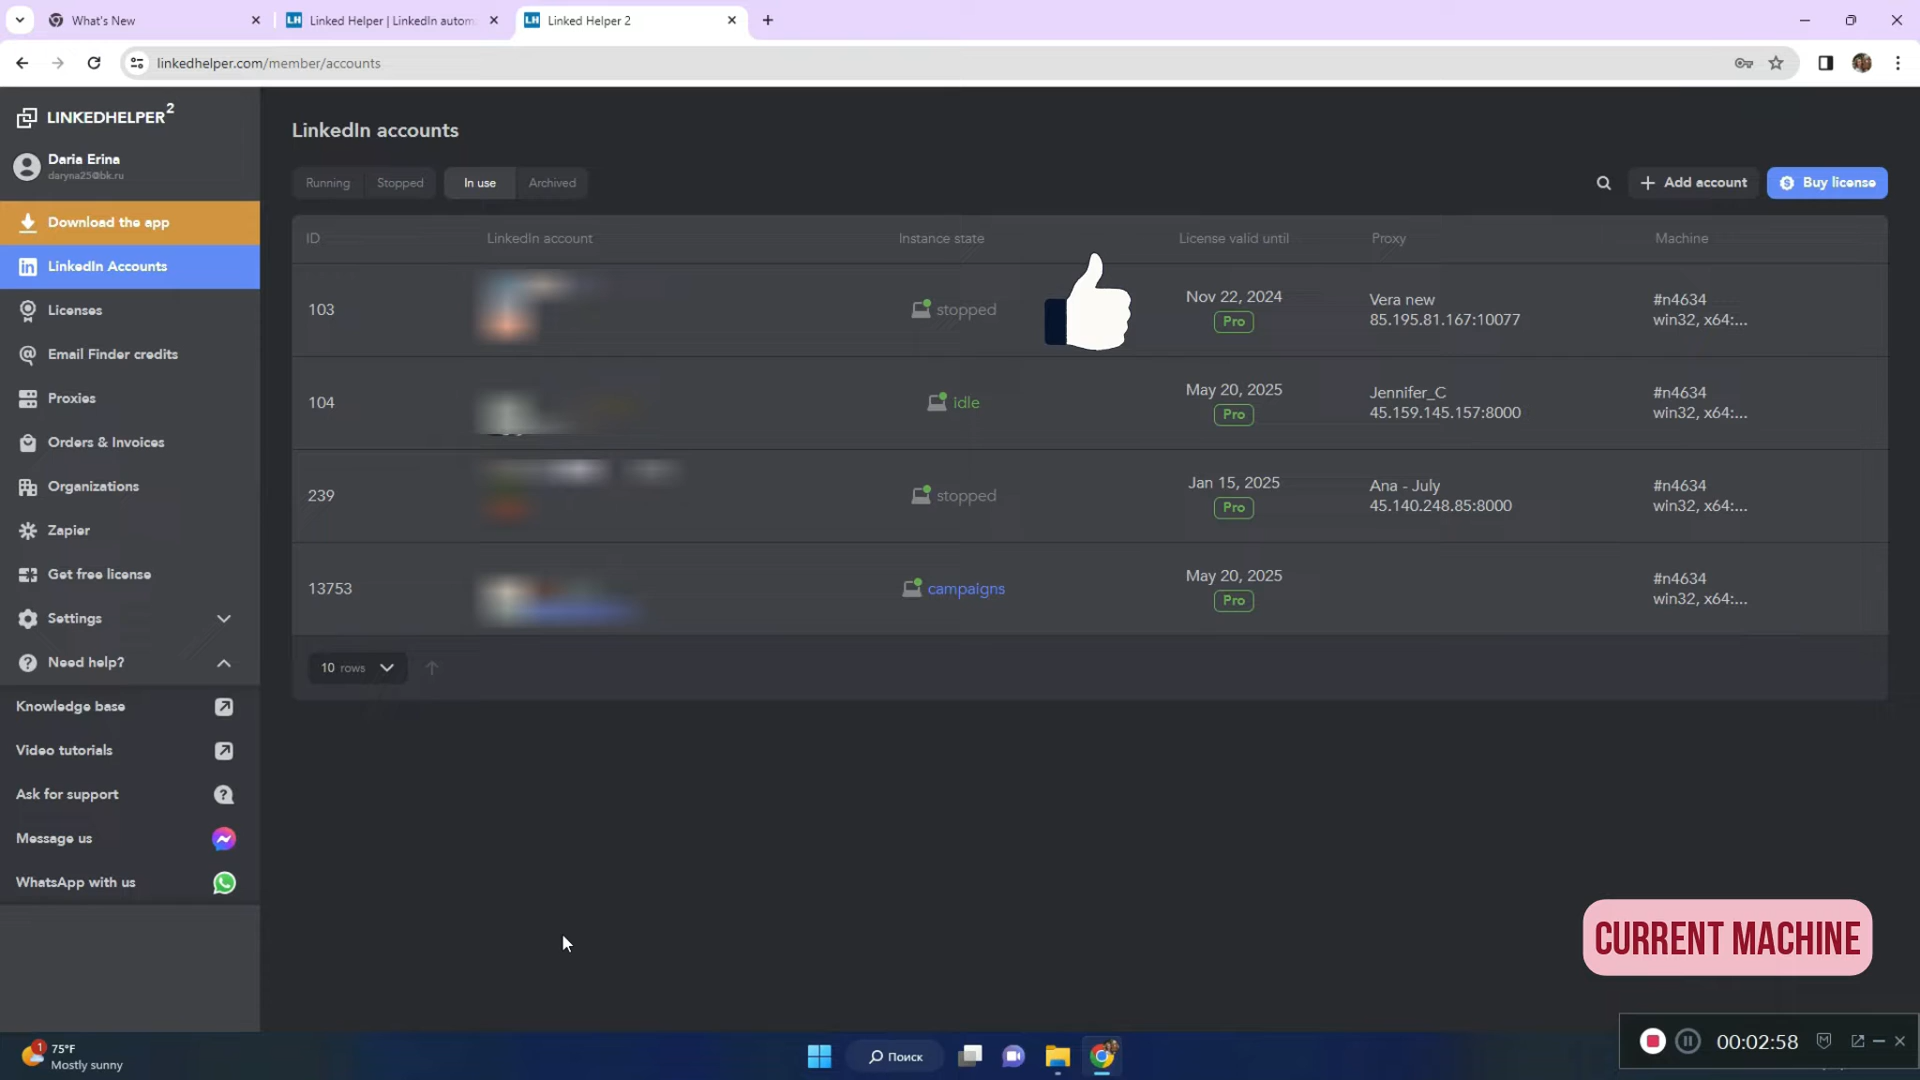 What's New
Linked Helper | LinkedIn autom
Linked Helper 2
linkedhelper.com/member/accounts
LINKEDHELPER2
Daria Erina
daryna25@bk.ru
Download the app
LinkedIn Accounts
Licenses
Email Finder credits
Proxies
Orders & Invoices
Organizations
Zapier
Get free license
Settings
Need help?
Knowledge base
Video tutorials
Ask for support
Message us
WhatsApp with us
LinkedIn accounts
Running
Stopped
In use
Archived
Add account
Buy license
ID
LinkedIn account
Instance state
License valid until
Proxy
Machine
103
stopped
Nov 22, 2024
Pro
Vera new
85.195.81.167:10077
#n4634
win32, x64:...
104
idle
May 20, 2025
Pro
Jennifer_C
45.159.145.157:8000
#n4634
win32, x64:...
239
stopped
Jan 15, 2025
Pro
Ana - July
45.140.248.85:8000
#n4634
win32, x64:...
13753
campaigns
May 20, 2025
Pro
#n4634
win32, x64:...
10 rows
CURRENT MACHINE
00:02:58
1
75°F
Mostly sunny
Поиск